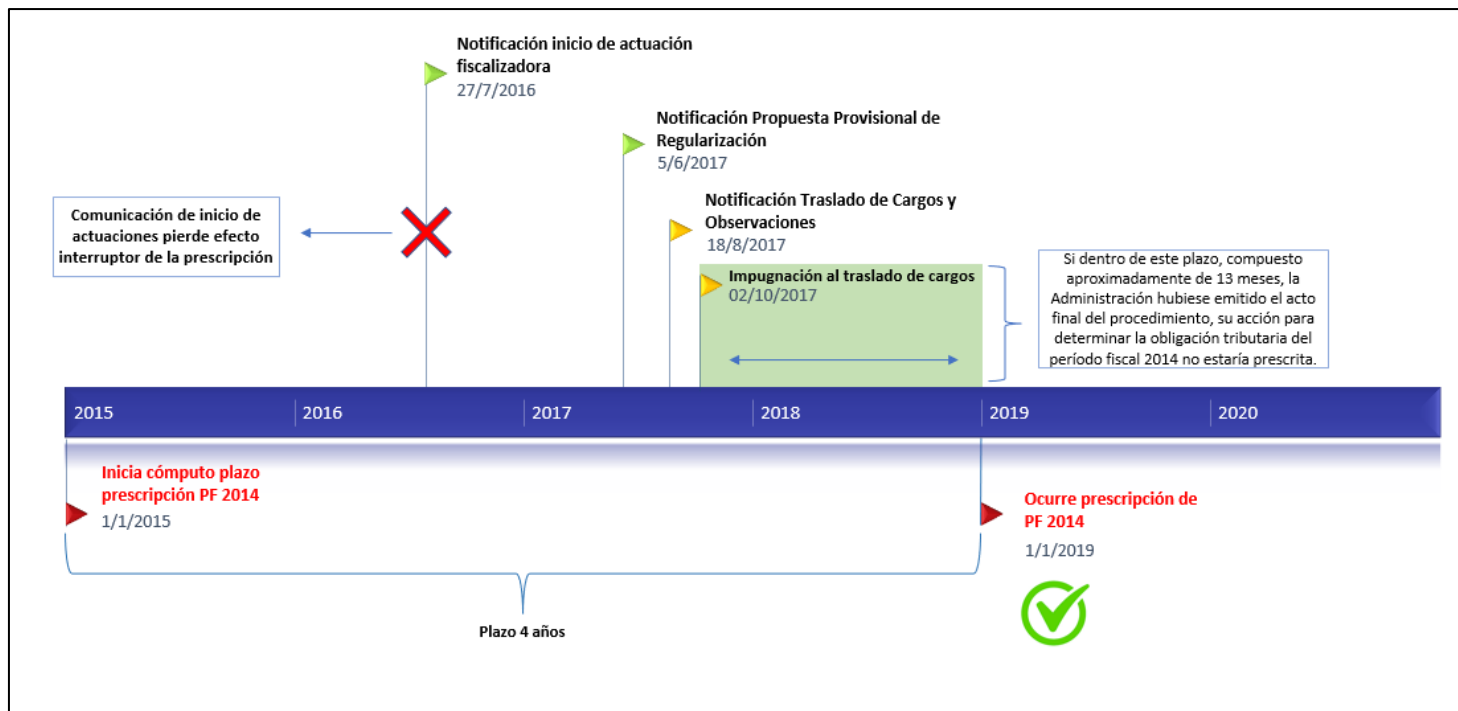 Notificación inicio de actuación
fiscalizadora
27/7/2016
Notificación Propuesta Provisional de
Regularización
5/6/2017
Notificación Traslado de Cargos y
Observaciones
18/8/2017
Comunicación de inicio de
actuaciones pierde efecto
interruptor de la prescripción
Impugnación al traslado de cargos
02/10/2017
Si dentro de este plazo, compuesto
aproximadamente de 13 meses, la
Administración hubiese emitido el acto
final del procedimiento, su acción para
determinar la obligación tributaria del
período fiscal 2014 no estaría prescrita.
2015 2016 2017 2018 2019 2020
Inicia cómputo plazo
prescripción PF 2014
1/1/2015
Ocurre prescripción de
PF 2014
1/1/2019
Plazo 4 años